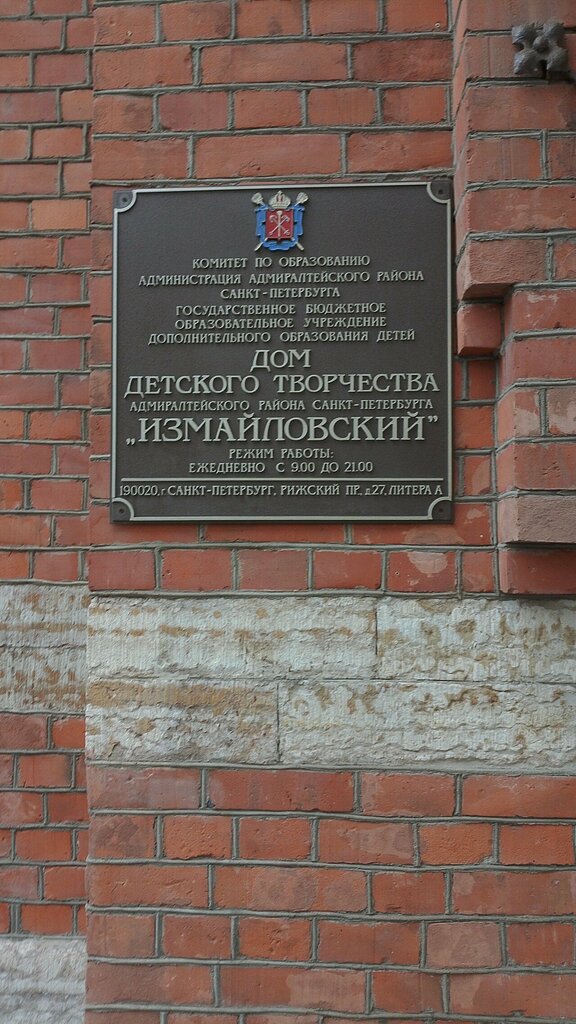 КОМИТЕТ ПО ОБРАЗОВАНИЮ
АДМИНИСТРАЦИЯ АДМИРАЛТЕЙСКОГО РАЙОНА
САНКТ-ПЕТЕРБУРГА
ГОСУДАРСТВЕННОЕ БЮДЖЕТНОЕ
ОБРАЗОВАТЕЛЬНОЕ УЧРЕЖДЕНИЕ
ДОПОЛНИТЕЛЬНОГО ОБРАЗОВАНИЯ ДЕТЕЙ
ДОМ
ДЕТСКОГО ТВОРЧЕСТВА
АДМИРАЛТЕЙСКОГО РАЙОНА САНКТ-ПЕТЕРБУРГА
„ИЗМАЙЛОВСКИЙ”
РЕЖИМ РАБОТЫ:
ЕЖЕДНЕВНО С 9.00 ДО 21.00
190020, г. САНКТ-ПЕТЕРБУРГ, РИЖСКИЙ ПР., д.27, ЛИТЕРА А